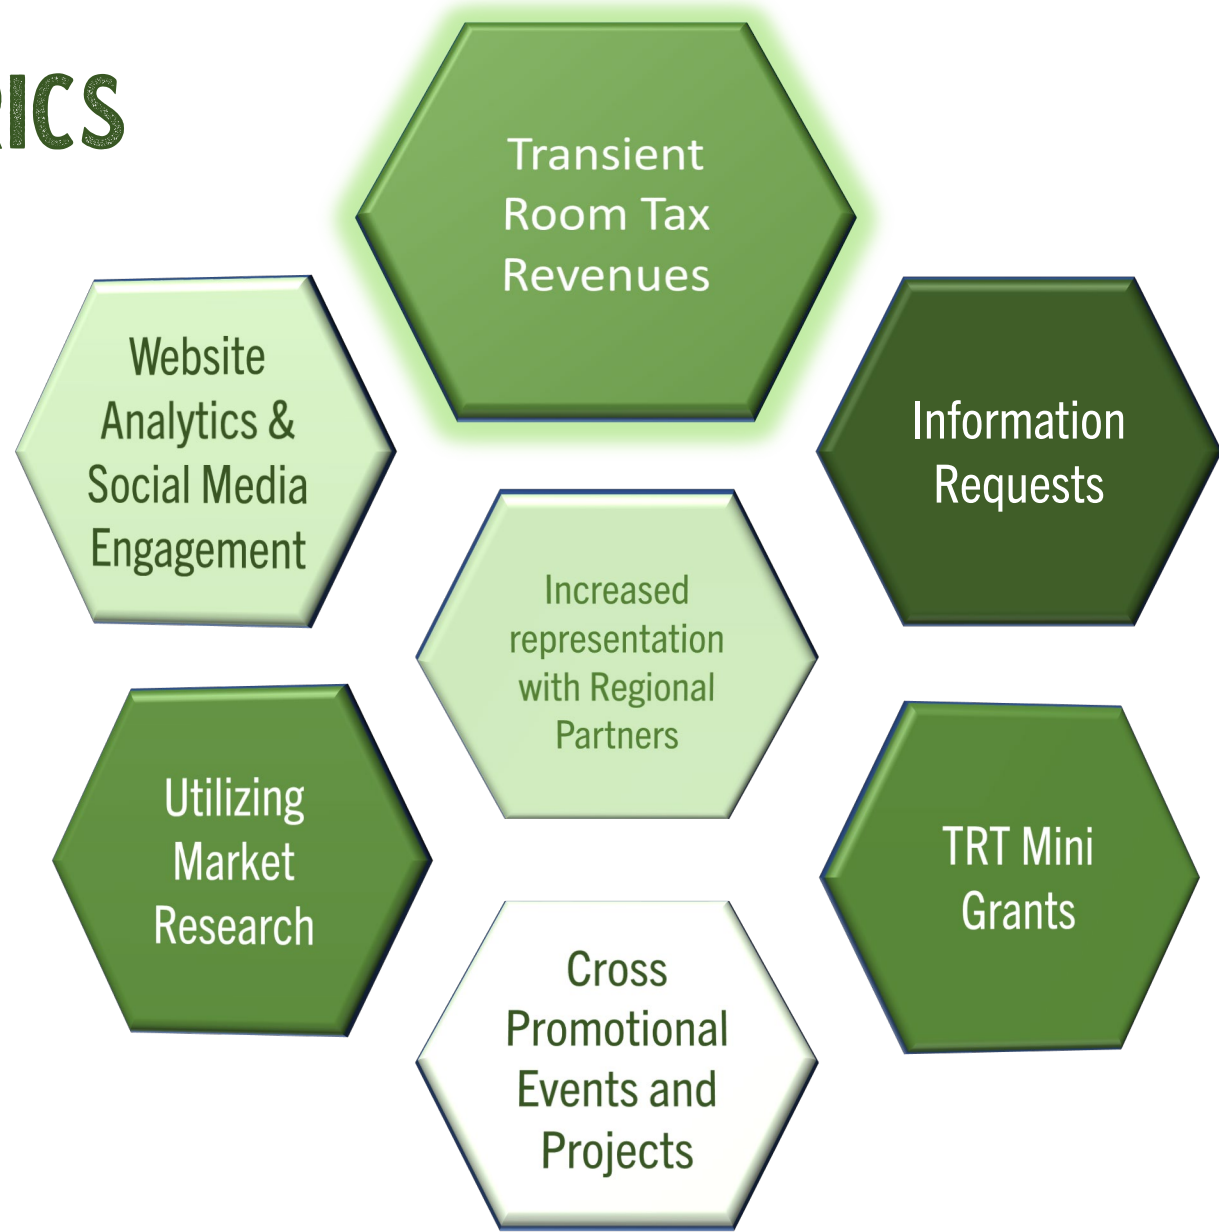 RICS
Transient
Room Tax
Revenues
Website
Analytics &
Social Media
Engagement
Information
Requests
Increased
representation
with Regional
Partners
Utilizing
Market
Research
TRT Mini
Grants
Cross
Promotional
Events and
Projects